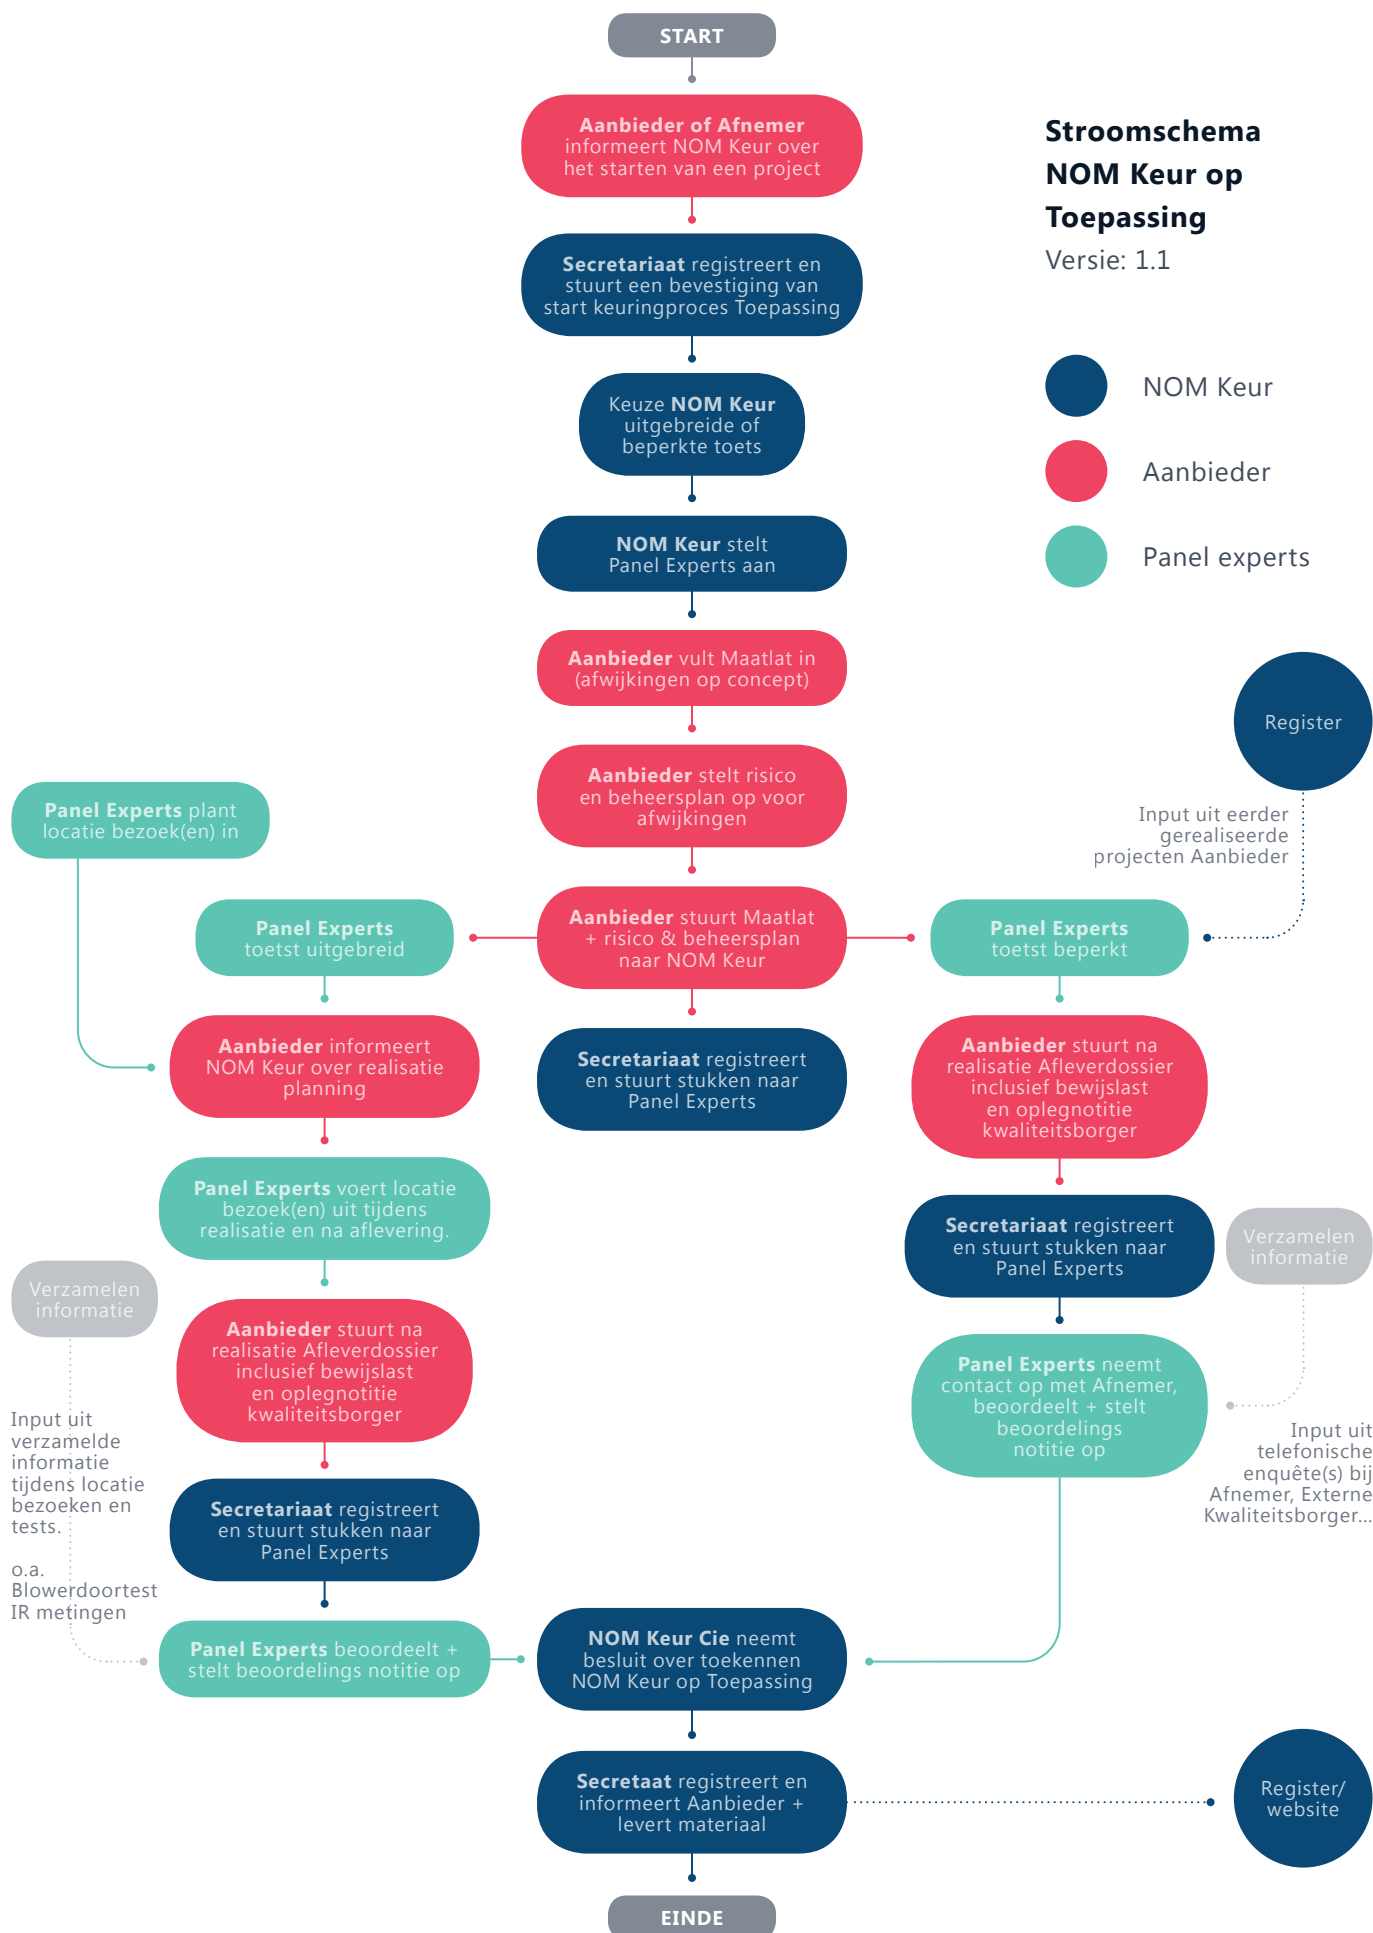 START
Aanbieder of Afnemer
informeert NOM Keur over
het starten van een project
Stroomschema
NOM Keur op
Toepassing
Versie: 1.1
Secretariaat registreert en
stuurt een bevestiging van
start keuringproces Toepassing
NOM Keur
Aanbieder
Panel experts
Keuze NOM Keur
uitgebreide of
beperkte toets
NOM Keur stelt
Panel Experts aan
Aanbieder vult Maatlat in
(afwijkingen op concept)
Register
Input uit eerder
gerealiseerde
projecten Aanbieder
Aanbieder stelt risico
en beheersplan op voor
afwijkingen
Panel Experts plant
locatie bezoek(en) in
Panel Experts
toetst uitgebreid
Aanbieder stuurt Maatlat
+ risico & beheersplan
naar NOM Keur
Panel Experts
toetst beperkt
Aanbieder informeert
NOM Keur over realisatie
planning
Secretariaat registreert
en stuurt stukken naar
Panel Experts
Aanbieder stuurt na
realisatie Afleverdossier
inclusief bewijslast
en oplegnotitie
kwaliteitsborger
Panel Experts voert locatie
bezoek(en) uit tijdens
realisatie en na aflevering.
Secretariaat registreert
en stuurt stukken naar
Panel Experts
Verzamelen
informatie
Verzamelen
informatie
Aanbieder stuurt na
realisatie Afleverdossier
inclusief bewijslast
en oplegnotitie
kwaliteitsborger
Panel Experts neemt
contact op met Afnemer,
beoordeelt + stelt
beoordelings
notitie op
Input uit
verzamelde
informatie
tijdens locatie
bezoeken en
tests.
o.a.
Blowerdoortest
IR metingen
Input uit
telefonische
enquête(s) bij
Afnemer, Externe
Kwaliteitsborger...
Secretariaat registreert
en stuurt stukken naar
Panel Experts
Panel Experts beoordeelt +
stelt beoordelings notitie op
NOM Keur Cie neemt
besluit over toekennen
NOM Keur op Toepassing
Secretaat registreert en
informeert Aanbieder +
levert materiaal
Register/
website
EINDE